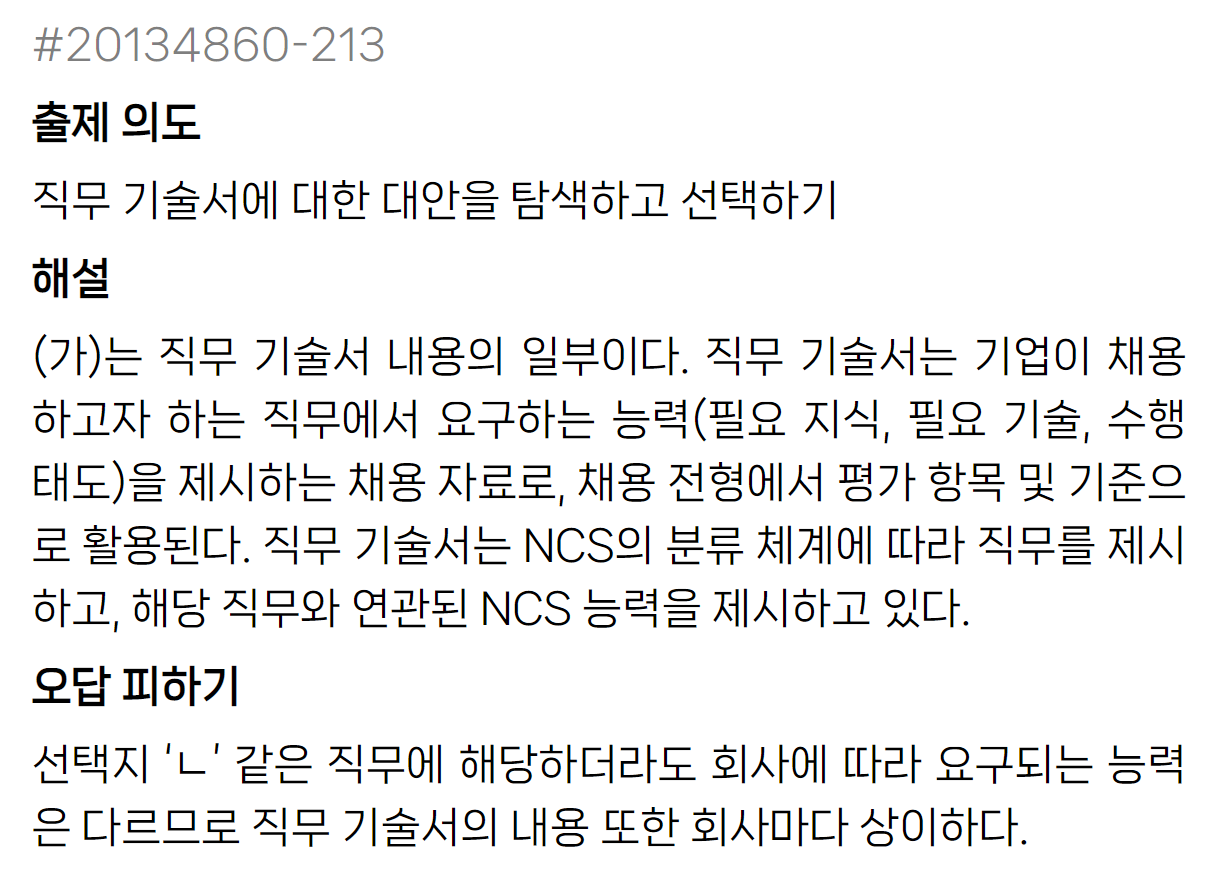 #20134860-213
출제 의도
직무 기술서에 대한 대안을 탐색하고 선택하기
해설
(가)는 직무 기술서 내용의 일부이다. 직무 기술서는 기업이 채용
하고자 하는 직무에서 요구하는 능력(필요 지식, 필요 기술, 수행
태도)을 제시하는 채용 자료로, 채용 전형에서 평가 항목 및 기준으
로 활용된다. 직무 기술서는 NCS의 분류 체계에 따라 직무를 제시
하고, 해당 직무와 연관된 NCS 능력을 제시하고 있다.
오답 피하기
선택지 ‘ㄴ’ 같은 직무에 해당하더라도 회사에 따라 요구되는 능력
은 다르므로 직무 기술서의 내용 또한 회사마다 상이하다.